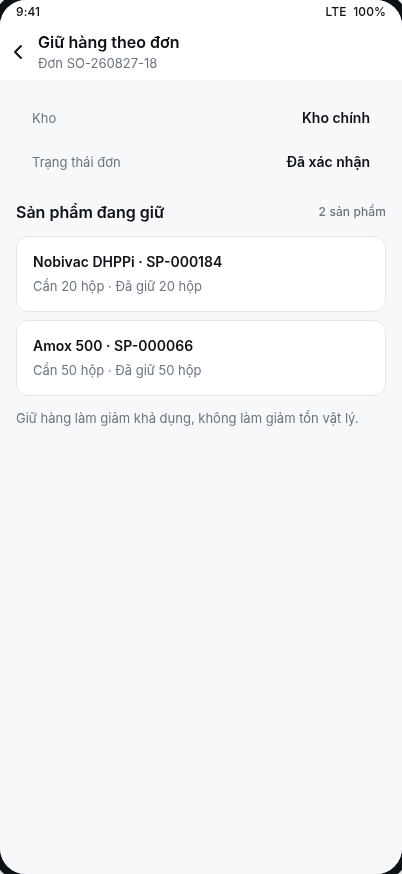 9:41
LTE 100%
Giữ hàng theo đơn
Đơn SO-260827-18
Kho
Kho chính
Trạng thái đơn
Đã xác nhận
Sản phẩm đang giữ
2 sản phẩm
Nobivac DHPPi · SP-000184
Cần 20 hộp · Đã giữ 20 hộp
Amox 500 · SP-000066
Cần 50 hộp · Đã giữ 50 hộp
Giữ hàng làm giảm khả dụng, không làm giảm tồn vật lý.